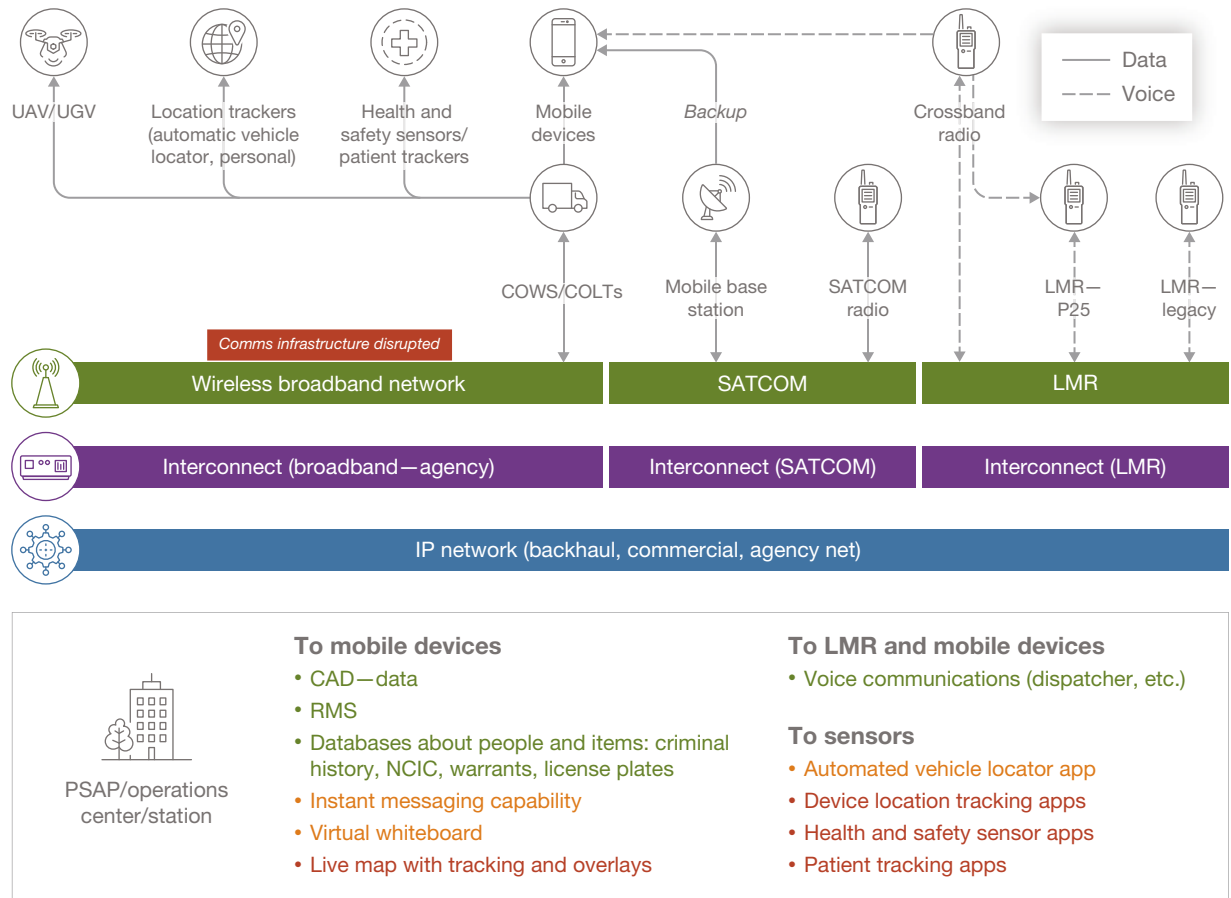 UAV/UGV
Location trackers
(automatic vehicle
locator, personal)
Health and
safety sensors/
patient trackers
Mobile
devices
Backup
Crossband
radio
Data
Voice
COWS/COLTs
Mobile base
station
SATCOM
radio
LMR—
P25
LMR—
legacy
Comms infrastructure disrupted
Wireless broadband network
SATCOM
LMR
Interconnect (broadband—agency)
Interconnect (SATCOM)
Interconnect (LMR)
IP network (backhaul, commercial, agency net)
PSAP/operations
center/station
To mobile devices
• CAD—data
• RMS
• Databases about people and items: criminal
history, NCIC, warrants, license plates
• Instant messaging capability
• Virtual whiteboard
• Live map with tracking and overlays
To LMR and mobile devices
• Voice communications (dispatcher, etc.)
To sensors
• Automated vehicle locator app
• Device location tracking apps
• Health and safety sensor apps
• Patient tracking apps